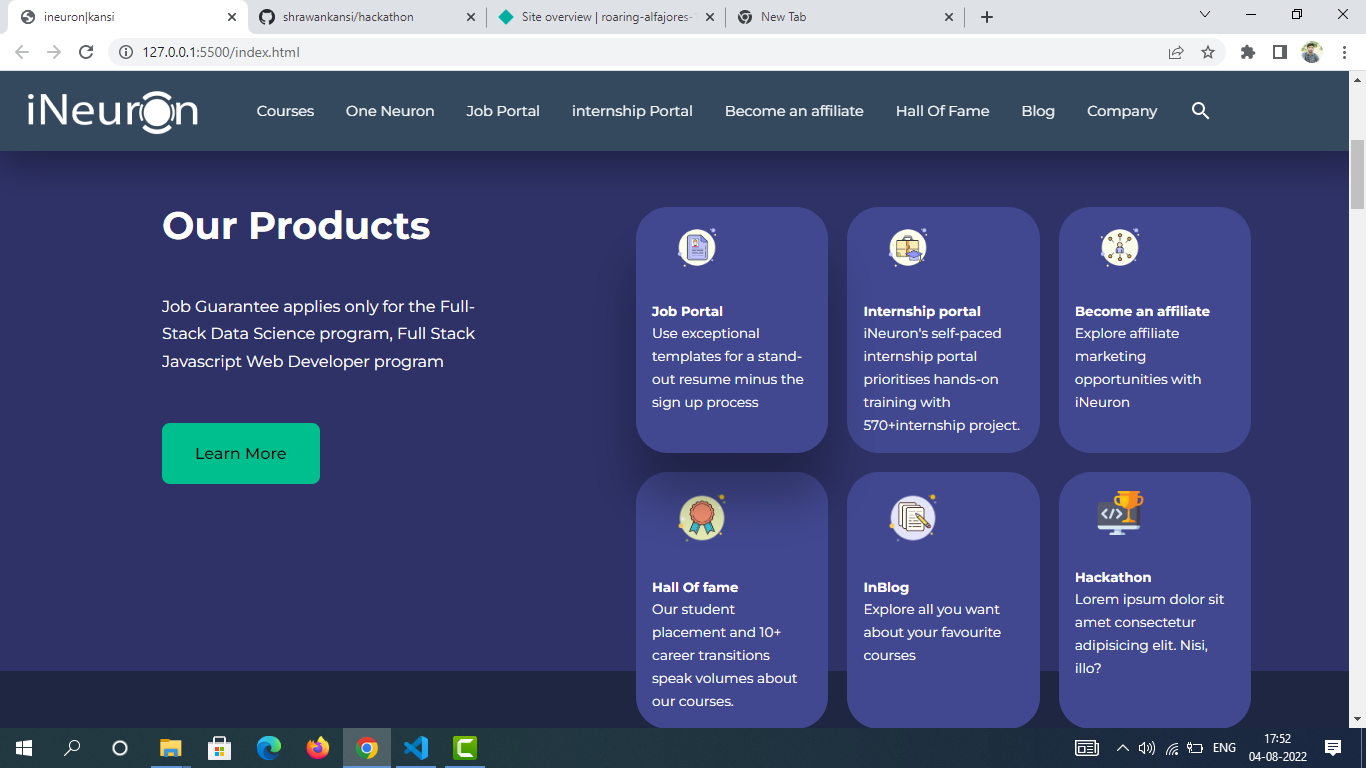 ineuron|kansi
shrawankansi/hackathon
Site overview | roaring-alfajores-
New Tab
127.0.0.1:5500/index.html
iNeuron
Courses
One Neuron
Job Portal
internship Portal
Become an affiliate
Hall Of Fame
Blog
Company
Our Products
Job Guarantee applies only for the Full-
Stack Data Science program, Full Stack
Javascript Web Developer program
Learn More
Job Portal
Use exceptional
templates for a stand-
out resume minus the
sign up process
Internship portal
iNeuron's self-paced
internship portal
prioritises hands-on
training with
570+internship project.
Become an affiliate
Explore affiliate
marketing
opportunities with
iNeuron
Hall Of fame
Our student
placement and 10+
career transitions
speak volumes about
our courses.
InBlog
Explore all you want
about your favourite
courses
Hackathon
Lorem ipsum dolor sit
amet consectetur
adipisicing elit. Nisi,
illo?
ENG
17:52
04-08-2022